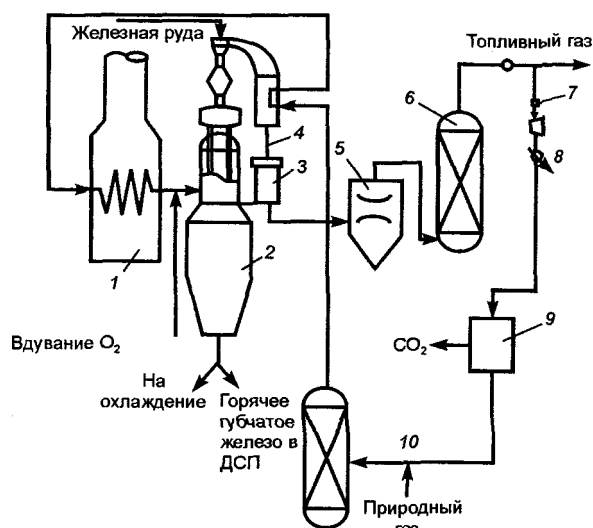 Железная руда
Топливный газ
6
7
4
5
8
3
2
1
9
Вдувание O₂
CO₂
На
охлаждение
Горячее
губчатое
железо в
ДСП
10
Природный
газ